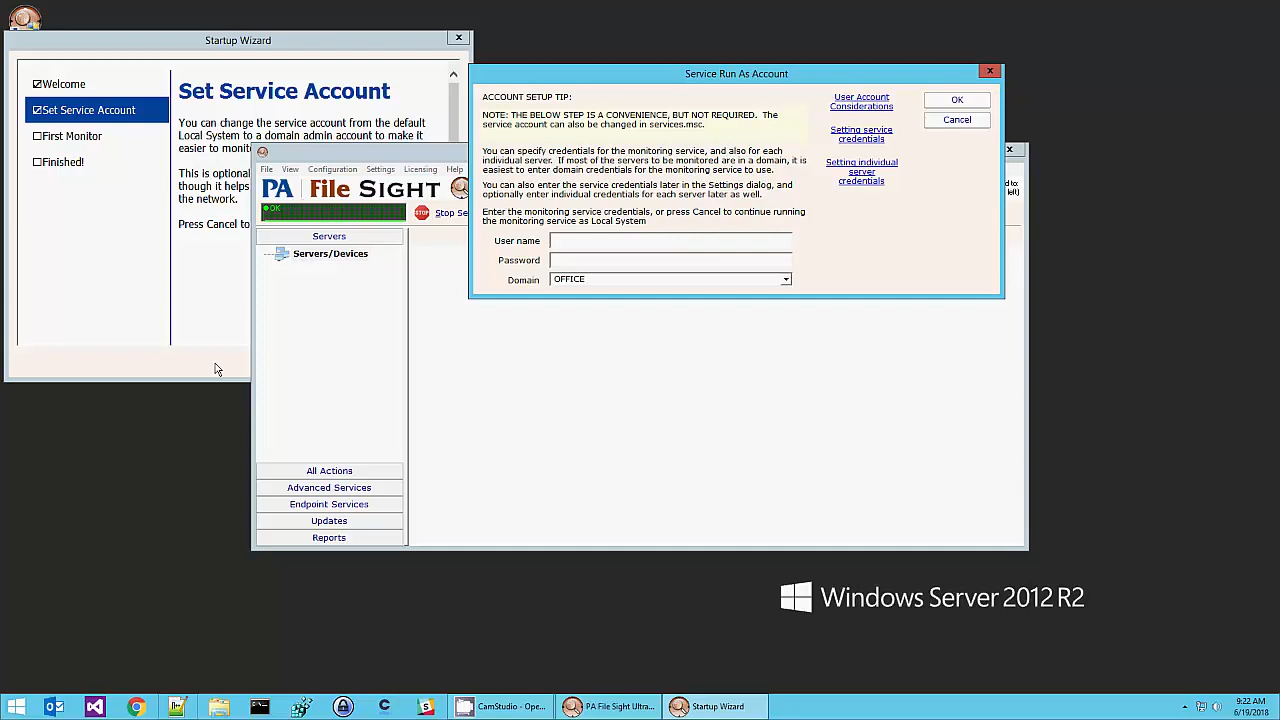 Startup Wizard
Welcome
Set Service Account
First Monitor
Finished!
Set Service Account
You can change the service account from the default
Local System to a domain admin account to make it
easier to monit
This is optional
though it helps
the network.
Press Cancel to
File View Configuration Settings Licensing Help
PA File Sight
OK
Stop Se
Servers
Servers/Devices
All Actions
Advanced Services
Endpoint Services
Updates
Reports
Service Run As Account
ACCOUNT SETUP TIP:
NOTE: THE BELOW STEP IS A CONVENIENCE, BUT NOT REQUIRED. The
service account can also be changed in services.msc.
You can specify credentials for the monitoring service, and also for each
individual server. If most of the servers to be monitored are in a domain, it is
easiest to enter domain credentials for the monitoring service to use.
You can also enter the service credentials later in the Settings dialog, and
optionally enter individual credentials for each server later as well.
Enter the monitoring service credentials, or press Cancel to continue running
the monitoring service as Local System
User name
Password
Domain
OFFICE
User Account
Considerations
Setting service
credentials
Setting individual
server
credentials
OK
Cancel
d to:
Windows Server 2012 R2
CamStudio - Ope...
PA File Sight Ultra...
Startup Wizard
9:22 AM
6/19/2018